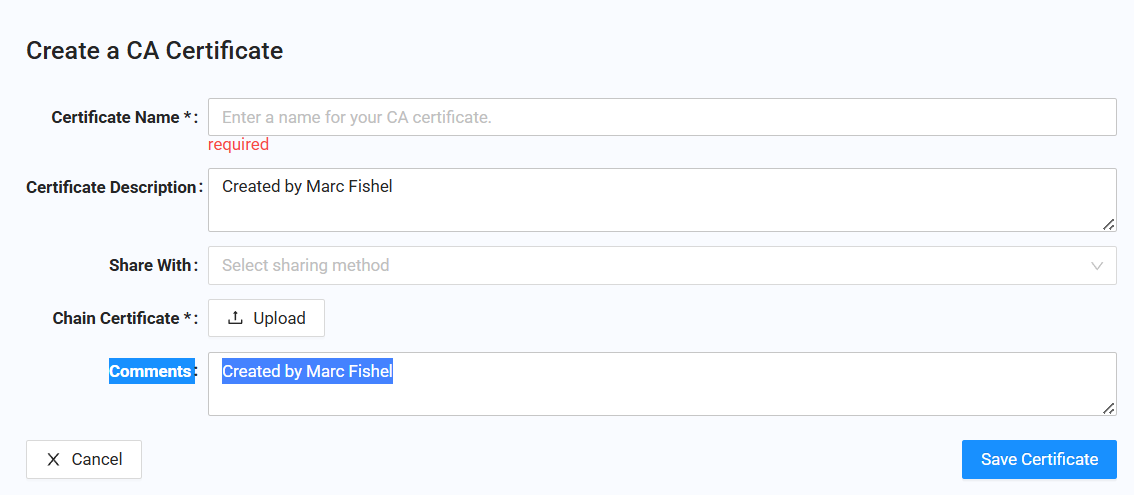 Create a CA Certificate
Certificate Name *:
Enter a name for your CA certificate.
required
Certificate Description:
Created by Marc Fishel
Share With:
Select sharing method
Chain Certificate *:
Upload
Comments:
Created by Marc Fishel
Cancel
Save Certificate